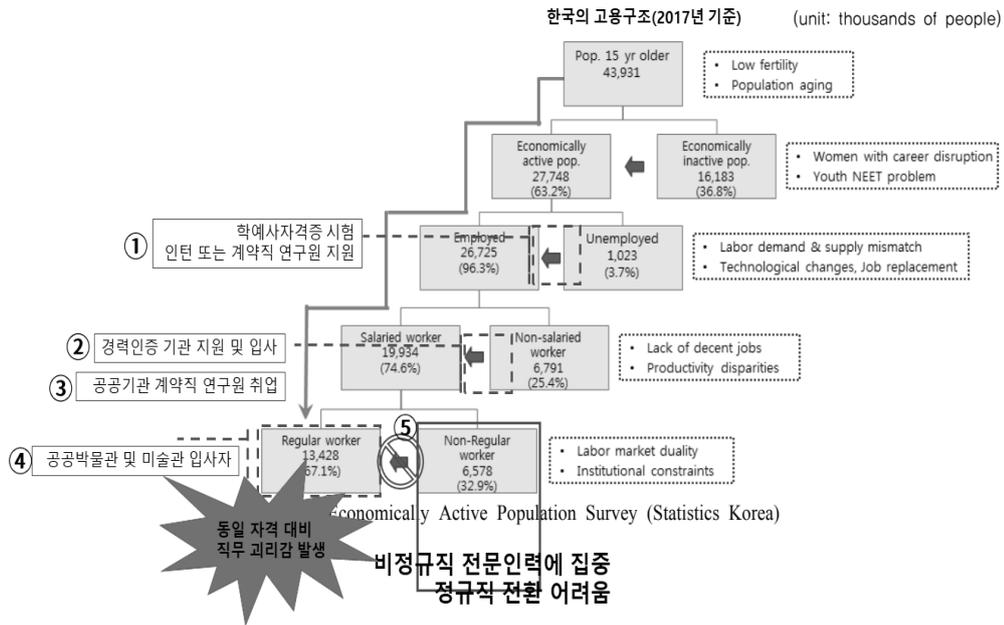 한국의 고용구조(2017년 기준)
(unit: thousands of people)
Pop. 15 yr older
43,931
• Low fertility
• Population aging
Economically
active pop.
27,748
(63.2%)
Economically
inactive pop.
16,183
(36.8%)
• Women with career disruption
• Youth NEET problem
①
학예사자격증 시험
인턴 또는 계약직 연구원 지원
Employed
26,725
(96.3%)
Unemployed
1,023
(3.7%)
• Labor demand & supply mismatch
• Technological changes, Job replacement
②
경력인증 기관 지원 및 입사
③
공공기관 계약직 연구원 취업
Salaried worker
19,934
(74.6%)
Non-salaried
worker
6,791
(25.4%)
• Lack of decent jobs
• Productivity disparities
④
공공박물관 및 미술관 입사자
Regular worker
13,428
67.1%)
⑤
Non-Regular
worker
6,578
(32.9%)
• Labor market duality
• Institutional constraints
Economically Active Population Survey (Statistics Korea)
동일 자격 대비
직무 괴리감 발생
비정규직 전문인력에 집중
정규직 전환 어려움